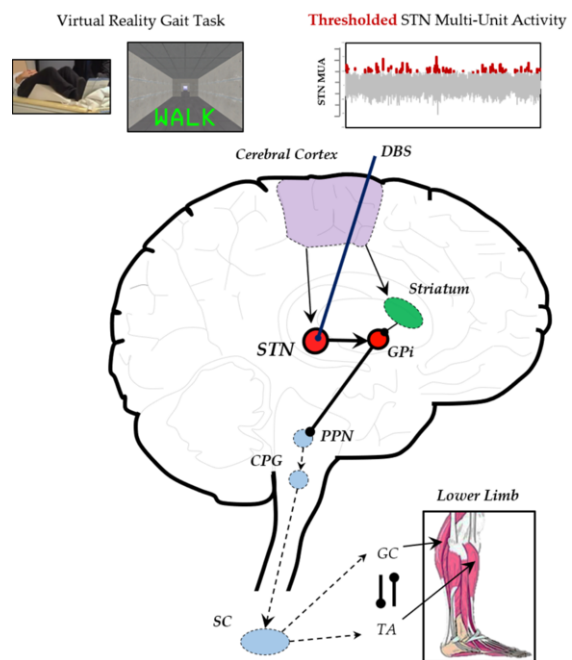 Virtual Reality Gait Task
Thresholded STN Multi-Unit Activity
STN MUA
WALK
Cerebral Cortex
DBS
Striatum
STN
GPi
PPN
CPG
Lower Limb
GC
SC
TA